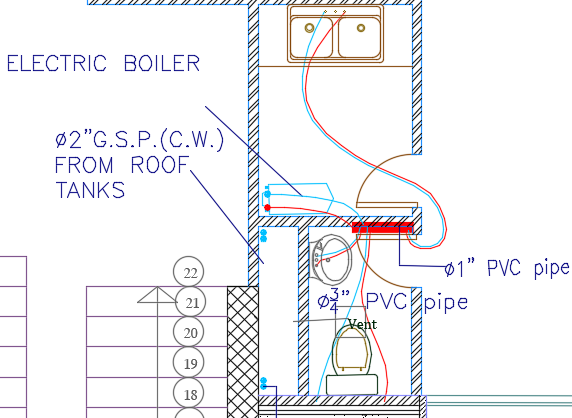 ELECTRIC BOILER
ø2"G.S.P.(C.W.)
FROM ROOF
TANKS
ø1" PVC pipe
ø3/4" PVC pipe
Vent
22
21
20
19
18